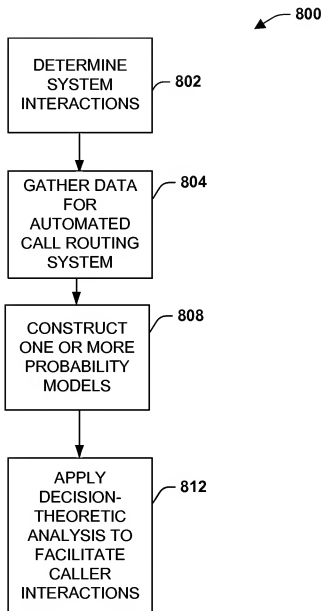 800
DETERMINE
SYSTEM
INTERACTIONS
802
GATHER DATA
FOR
AUTOMATED
CALL ROUTING
SYSTEM
804
CONSTRUCT
ONE OR MORE
PROBABILITY
MODELS
808
APPLY
DECISION-
THEORETIC
ANALYSIS TO
FACILITATE
CALLER
INTERACTIONS
812